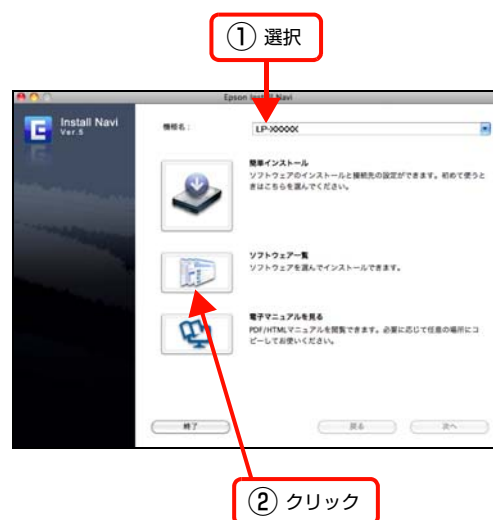 ① 選択
Epson Install Navi
Install Navi
Ver.5
機種名：
LP-XXXXX
簡単インストール
ソフトウェアのインストールと接続先の設定ができます。初めて使うと
きはこちらを選んでください。
ソフトウェア一覧
ソフトウェアを選んでインストールできます。
電子マニュアルを見る
PDF/HTMLマニュアルを閲覧できます。必要に応じて任意の場所にコ
ピーしてお使いください。
終了
戻る
次へ
② クリック